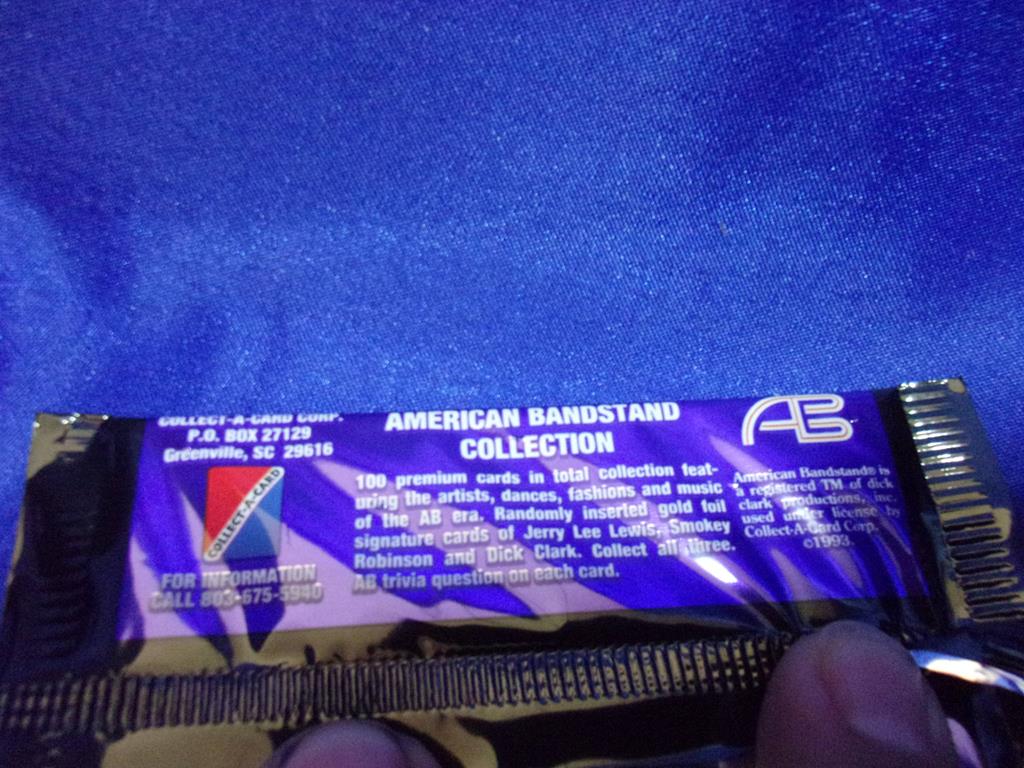 COLLECT-A-CARD CORP.
P.O. BOX 27129
Greenville, SC 29616
COLLECT-A-CARD
FOR INFORMATION
CALL 803-675-5940
AMERICAN BANDSTAND
COLLECTION
100 premium cards in total collection feat-
uring the artists, dances, fashions and music
of the AB era. Randomly inserted gold foil
signature cards of Jerry Lee Lewis, Smokey
Robinson and Dick Clark. Collect all three.
AB trivia question on each card.
AB
American Bandstand® is
a registered TM of dick
clark productions, inc.
used under license by
Collect-A-Card Corp.
©1993.